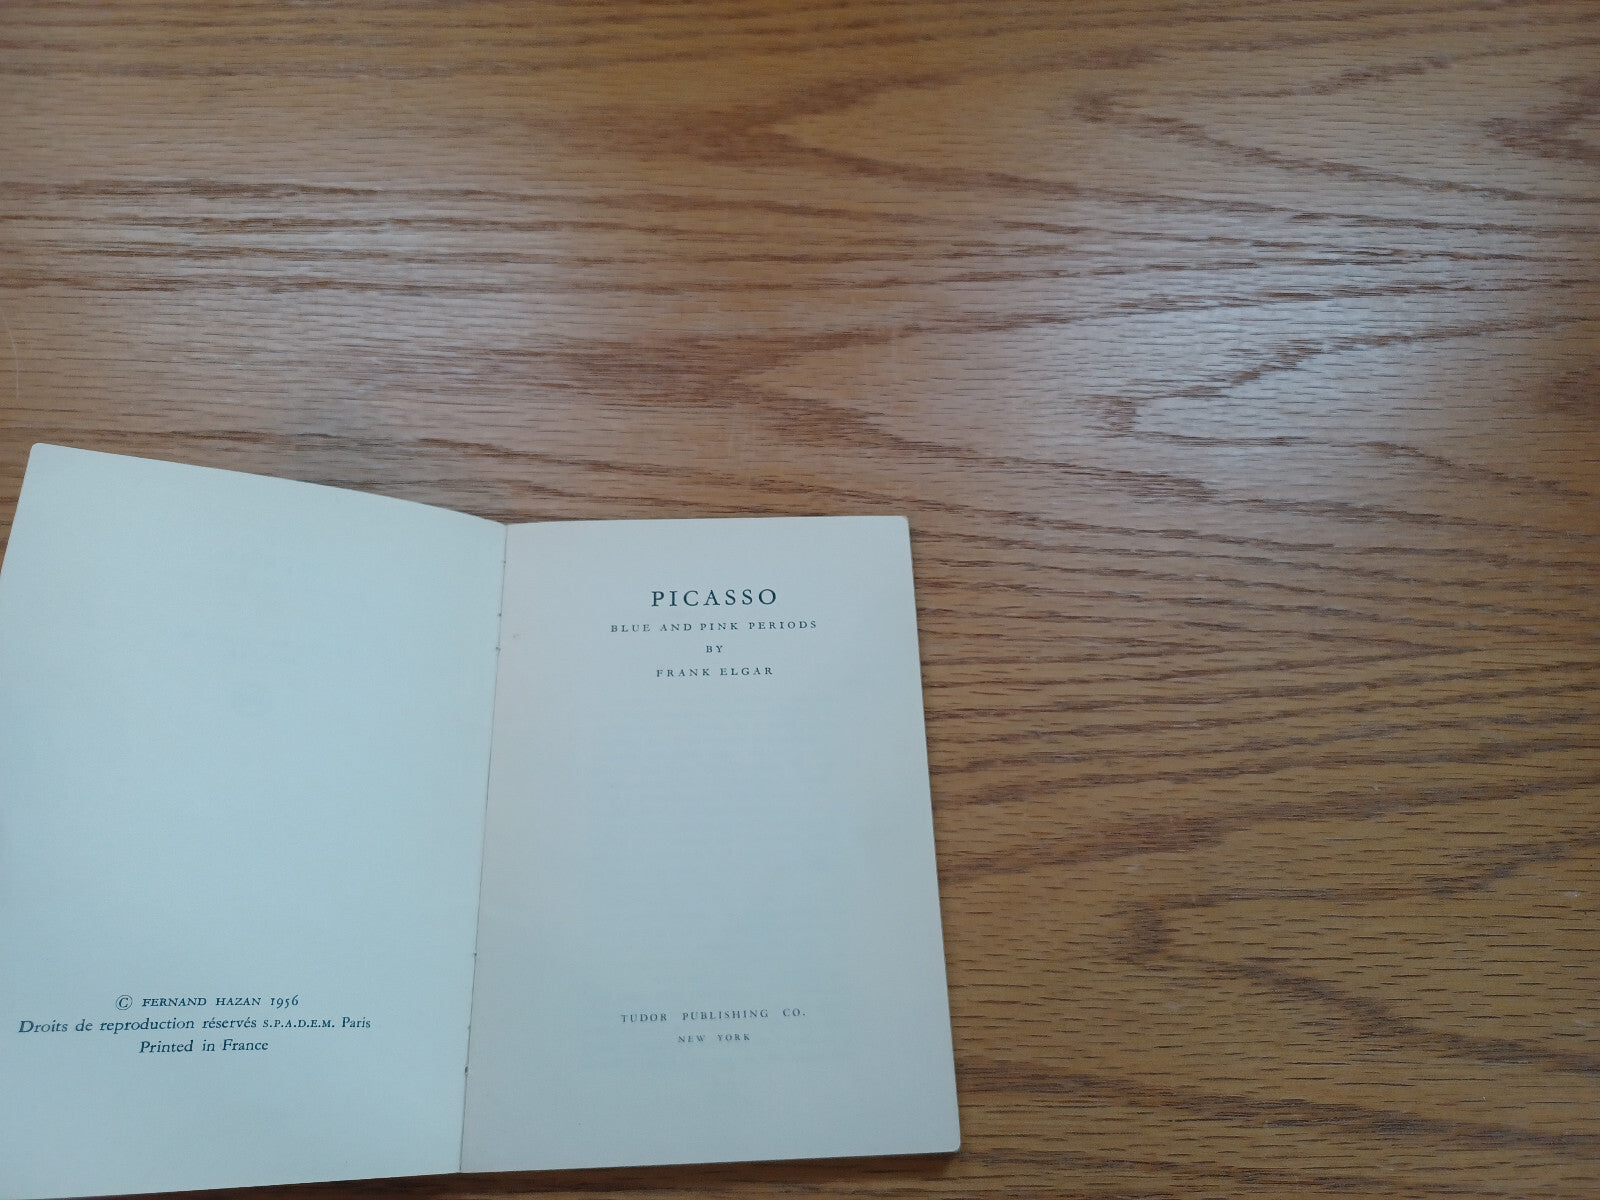 © FERNAND HAZAN 1956
Droits de reproduction réservés S.P.A.D.E.M. Paris
Printed in France
PICASSO
BLUE AND PINK PERIODS
BY
FRANK ELGAR
TUDOR PUBLISHING CO.
NEW YORK